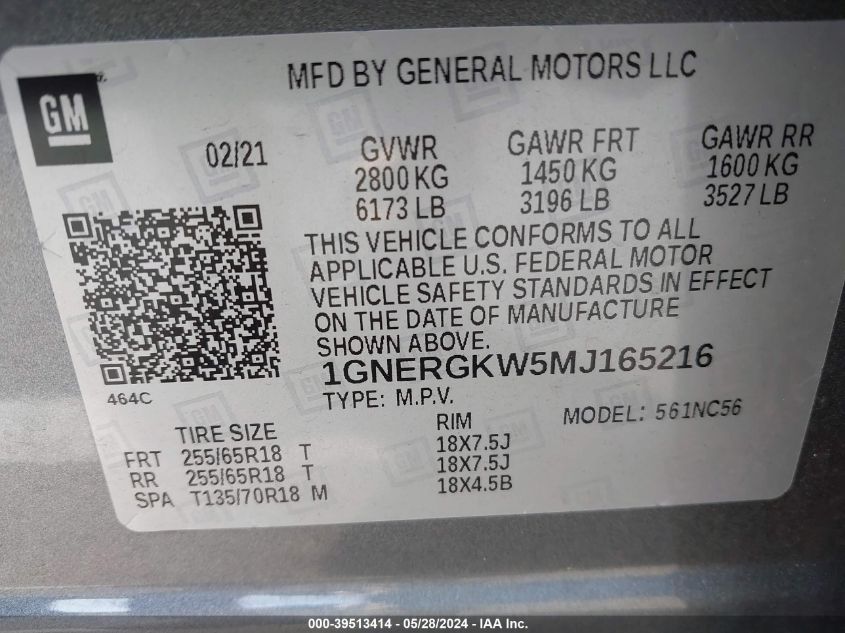 MFD BY GENERAL MOTORS LLC
GM
02/21
GVWR GAWR FRT GAWR RR
2800 KG 1450 KG 1600 KG
6173 LB 3196 LB 3527 LB
THIS VEHICLE CONFORMS TO ALL
APPLICABLE U.S. FEDERAL MOTOR
VEHICLE SAFETY STANDARDS IN EFFECT
ON THE DATE OF MANUFACTURE
SHOWN ABOVE.
1GNERGKW5MJ165216
464C
TYPE: M.P.V. MODEL: 561NC56
TIRE SIZE RIM
FRT 255/65R18 T 18X7.5J
RR 255/65R18 T 18X7.5J
SPA T135/70R18 M 18X4.5B
000-39513414 - 05/28/2024 - IAA Inc.